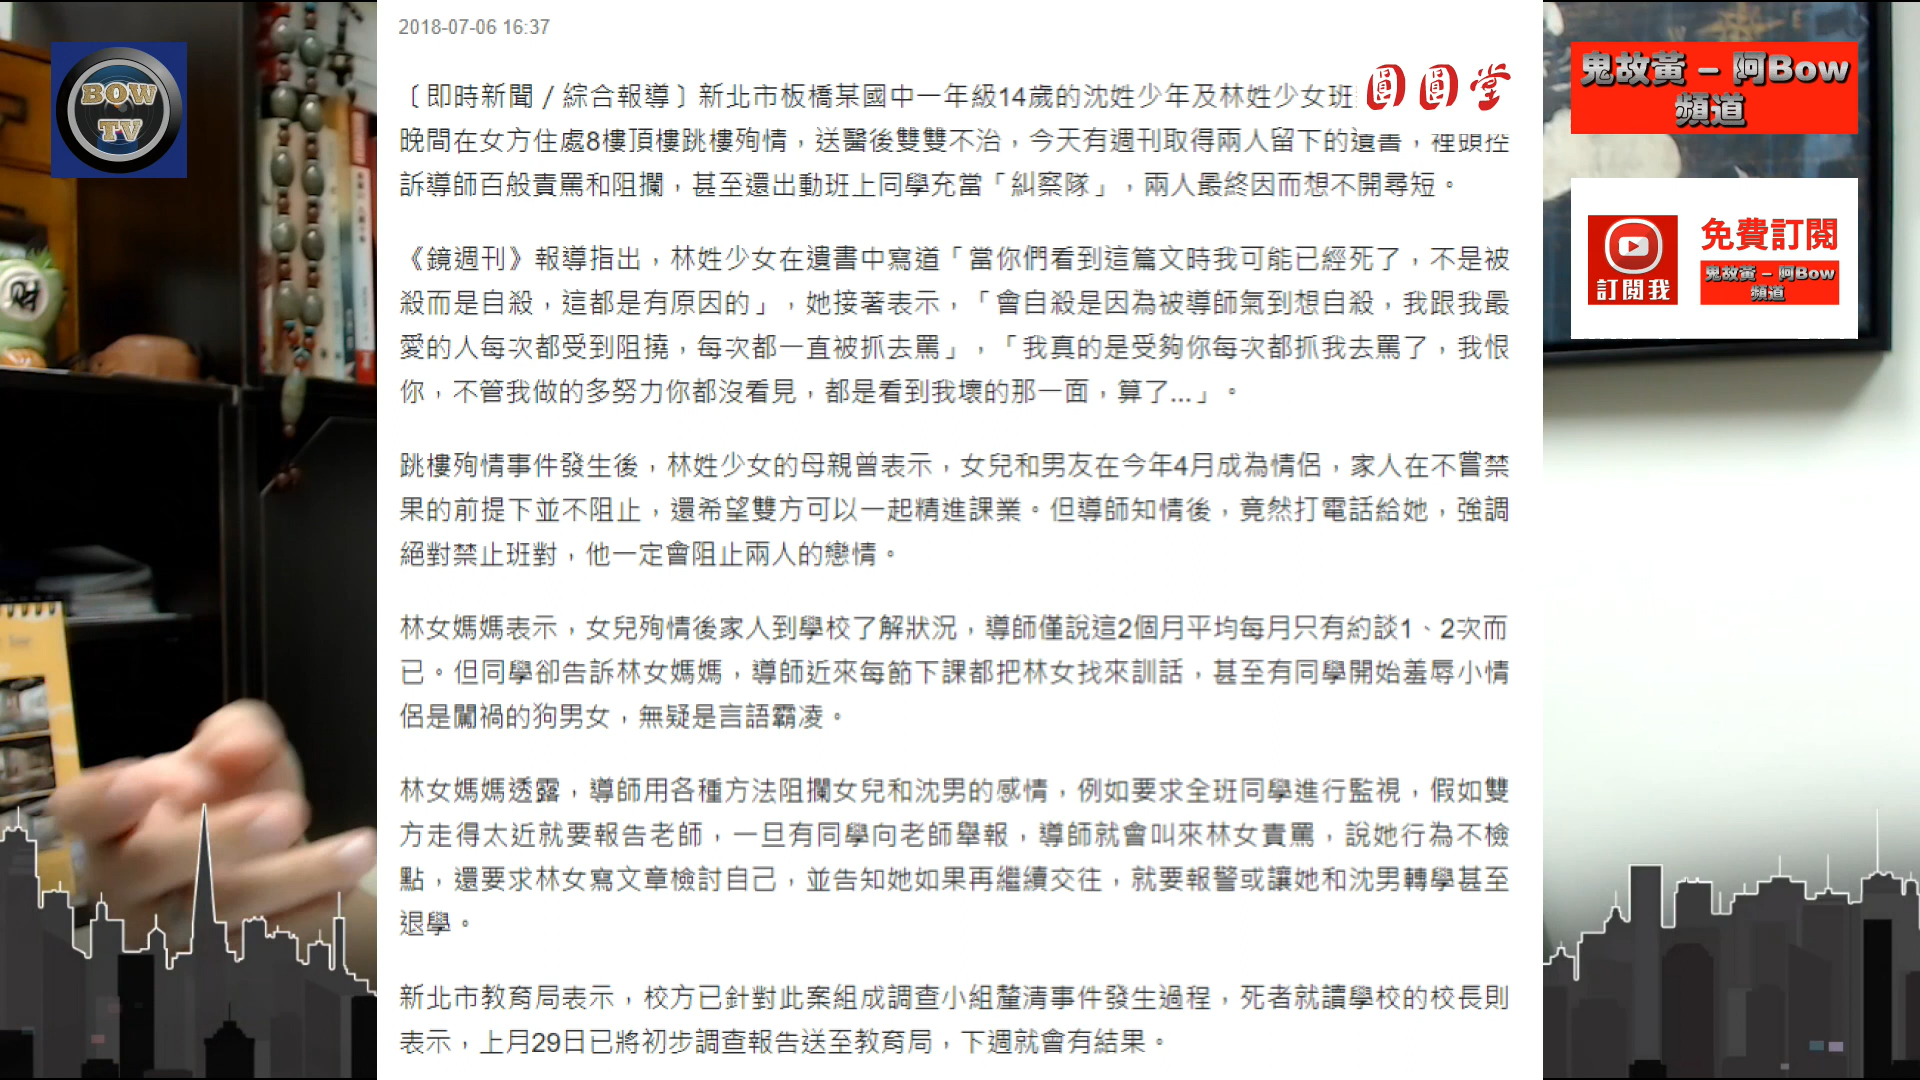 2018-07-06 16:37
BOW
TV
圓圓堂
鬼故黃 – 阿Bow
頻道
〔即時新聞／綜合報導〕新北市板橋某國中一年級14歲的沈姓少年及林姓少女班
晚間在女方住處8樓頂樓跳樓殉情，送醫後雙雙不治，今天有週刊取得兩人留下的遺書，裡頭控
訴導師百般責罵和阻攔，甚至還出動班上同學充當「糾察隊」，兩人最終因而想不開尋短。
免費訂閱
鬼故黃 – 阿Bow
頻道
訂閱我
《鏡週刊》報導指出，林姓少女在遺書中寫道「當你們看到這篇文時我可能已經死了，不是被
殺而是自殺，這都是有原因的」，她接著表示，「會自殺是因為被導師氣到想自殺，我跟我最
愛的人每次都受到阻撓，每次都一直被抓去罵」，「我真的是受夠你每次都抓我去罵了，我恨
你，不管我做的多努力你都沒看見，都是看到我壞的那一面，算了...」。
跳樓殉情事件發生後，林姓少女的母親曾表示，女兒和男友在今年4月成為情侶，家人在不嘗禁
果的前提下並不阻止，還希望雙方可以一起精進課業。但導師知情後，竟然打電話給她，強調
絕對禁止班對，他一定會阻止兩人的戀情。
林女媽媽表示，女兒殉情後家人到學校了解狀況，導師僅說這2個月平均每月只有約談1、2次而
已。但同學卻告訴林女媽媽，導師近來每節下課都把林女找來訓話，甚至有同學開始羞辱小情
侶是闖禍的狗男女，無疑是言語霸凌。
林女媽媽透露，導師用各種方法阻攔女兒和沈男的感情，例如要求全班同學進行監視，假如雙
方走得太近就要報告老師，一旦有同學向老師舉報，導師就會叫來林女責罵，說她行為不檢
點，還要求林女寫文章檢討自己，並告知她如果再繼續交往，就要報警或讓她和沈男轉學甚至
退學。
新北市教育局表示，校方已針對此案組成調查小組釐清事件發生過程，死者就讀學校的校長則
表示，上月29日已將初步調查報告送至教育局，下週就會有結果。